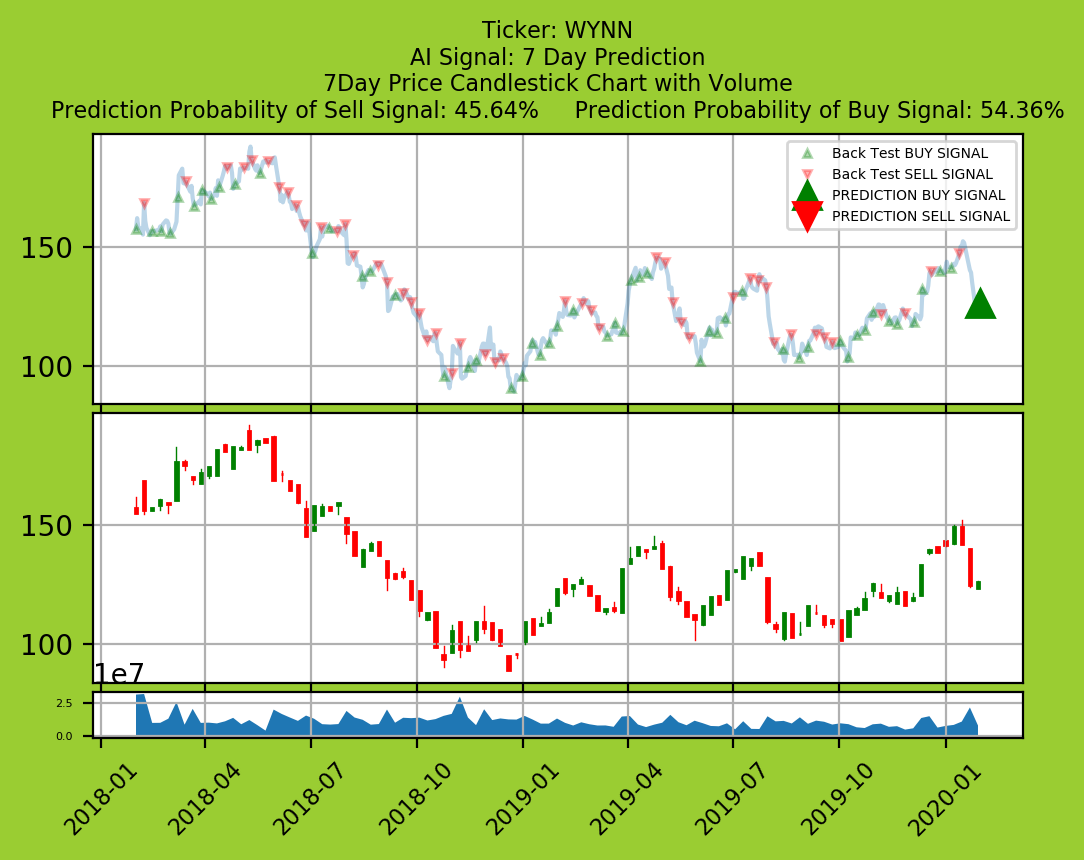 Ticker: WYNN
AI Signal: 7 Day Prediction
7Day Price Candlestick Chart with Volume
Prediction Probability of Sell Signal: 45.64% Prediction Probability of Buy Signal: 54.36%
Back Test BUY SIGNAL
Back Test SELL SIGNAL
PREDICTION BUY SIGNAL
PREDICTION SELL SIGNAL
150
100
150
100
1e7
2.5
0.0
2018-01 2018-04 2018-07 2018-10 2019-01 2019-04 2019-07 2019-10 2020-01